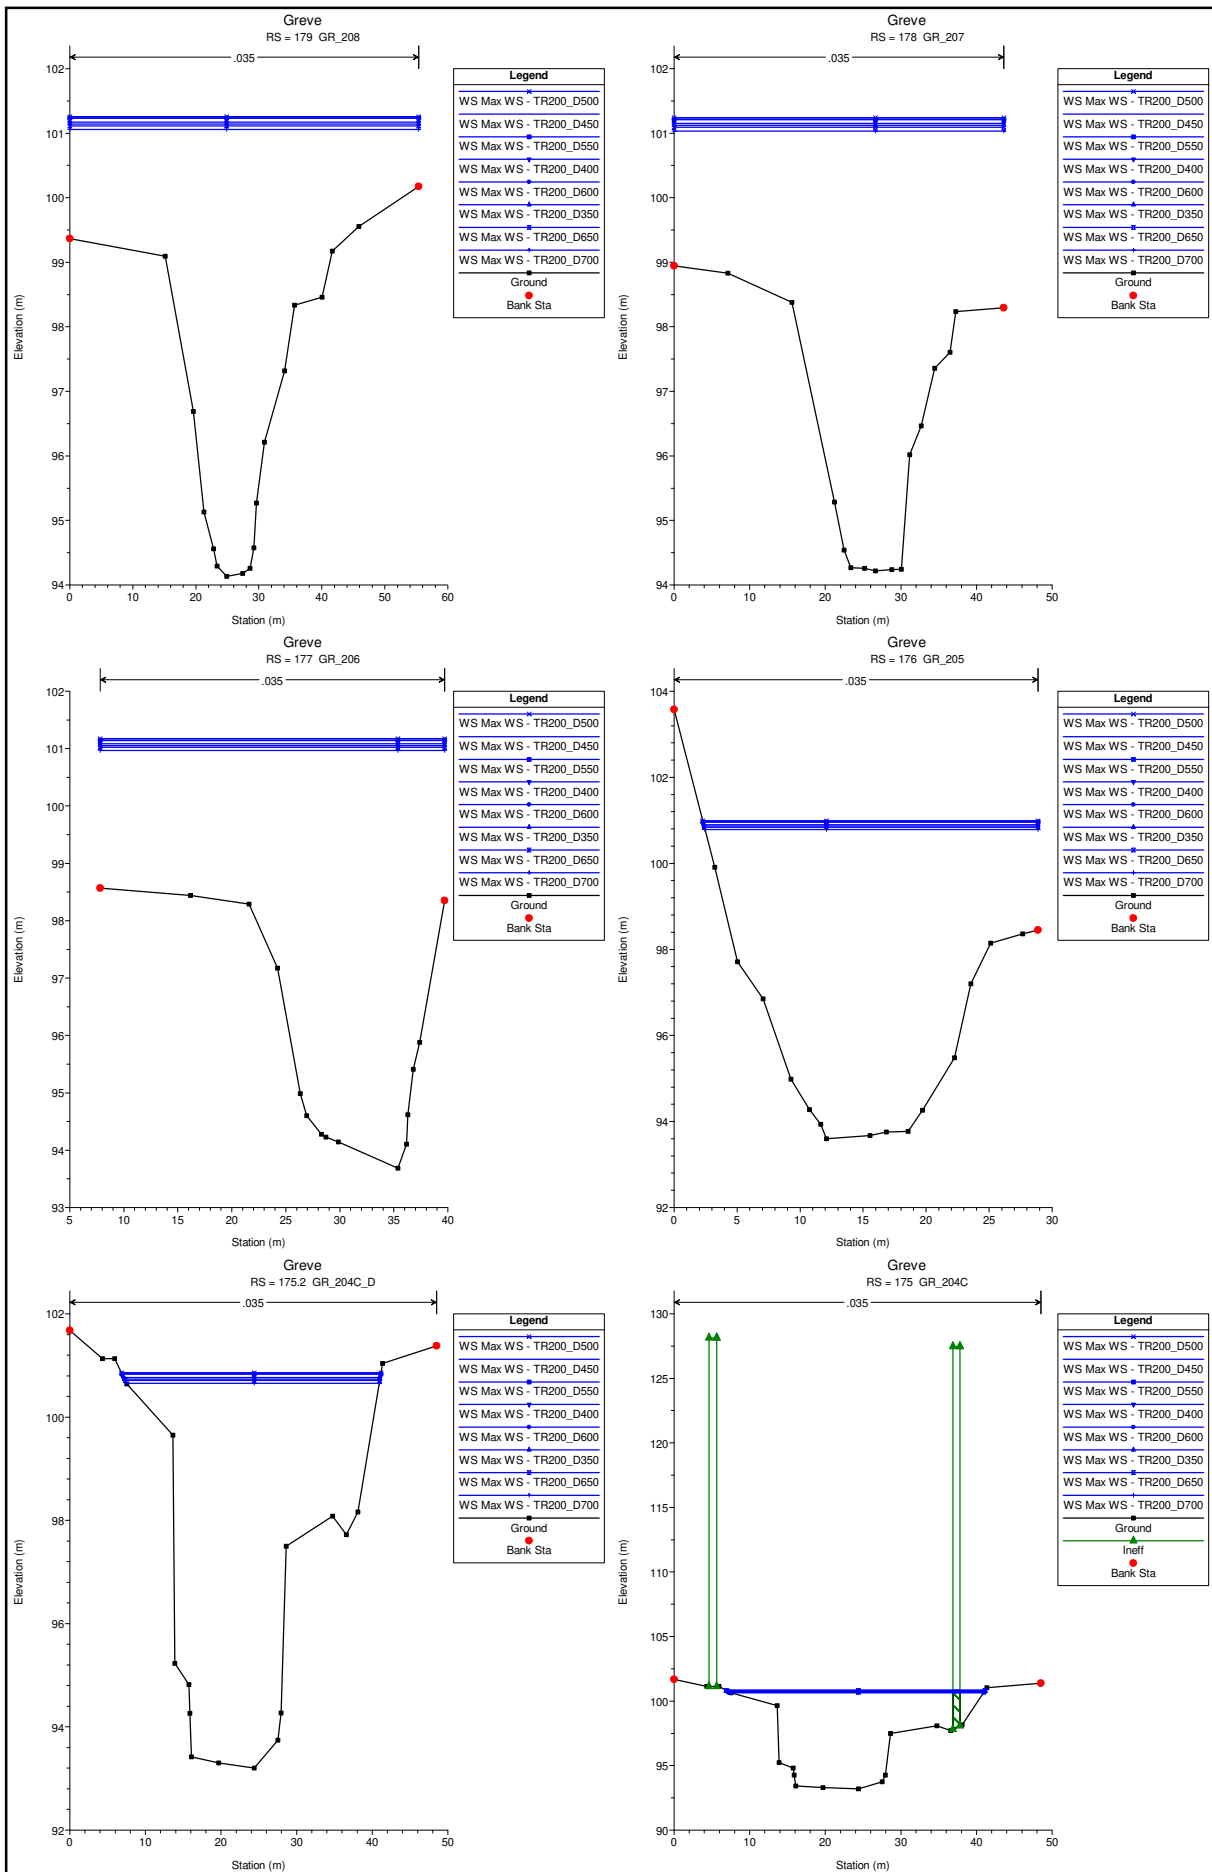 Greve
RS = 179 GR_208
.035
Legend
WS Max WS - TR200_D500
WS Max WS - TR200_D450
WS Max WS - TR200_D550
WS Max WS - TR200_D400
WS Max WS - TR200_D600
WS Max WS - TR200_D350
WS Max WS - TR200_D650
WS Max WS - TR200_D700
Ground
Bank Sta
102
101
100
99
98
97
96
95
94
Elevation (m)
0 10 20 30 40 50 60
Station (m)
Greve
RS = 178 GR_207
.035
Legend
WS Max WS - TR200_D500
WS Max WS - TR200_D450
WS Max WS - TR200_D550
WS Max WS - TR200_D400
WS Max WS - TR200_D600
WS Max WS - TR200_D350
WS Max WS - TR200_D650
WS Max WS - TR200_D700
Ground
Bank Sta
102
101
100
99
98
97
96
95
94
Elevation (m)
0 10 20 30 40 50
Station (m)
Greve
RS = 177 GR_206
.035
Legend
WS Max WS - TR200_D500
WS Max WS - TR200_D450
WS Max WS - TR200_D550
WS Max WS - TR200_D400
WS Max WS - TR200_D600
WS Max WS - TR200_D350
WS Max WS - TR200_D650
WS Max WS - TR200_D700
Ground
Bank Sta
102
101
100
99
98
97
96
95
94
93
Elevation (m)
5 10 15 20 25 30 35 40
Station (m)
Greve
RS = 176 GR_205
.035
Legend
WS Max WS - TR200_D500
WS Max WS - TR200_D450
WS Max WS - TR200_D550
WS Max WS - TR200_D400
WS Max WS - TR200_D600
WS Max WS - TR200_D350
WS Max WS - TR200_D650
WS Max WS - TR200_D700
Ground
Bank Sta
104
102
100
98
96
94
92
Elevation (m)
0 5 10 15 20 25 30
Station (m)
Greve
RS = 175.2 GR_204C_D
.035
Legend
WS Max WS - TR200_D500
WS Max WS - TR200_D450
WS Max WS - TR200_D550
WS Max WS - TR200_D400
WS Max WS - TR200_D600
WS Max WS - TR200_D350
WS Max WS - TR200_D650
WS Max WS - TR200_D700
Ground
Bank Sta
102
100
98
96
94
92
Elevation (m)
0 10 20 30 40 50
Station (m)
Greve
RS = 175 GR_204C
.035
Legend
WS Max WS - TR200_D500
WS Max WS - TR200_D450
WS Max WS - TR200_D550
WS Max WS - TR200_D400
WS Max WS - TR200_D600
WS Max WS - TR200_D350
WS Max WS - TR200_D650
WS Max WS - TR200_D700
Ground
Ineff
Bank Sta
130
125
120
115
110
105
100
95
90
Elevation (m)
0 10 20 30 40 50
Station (m)